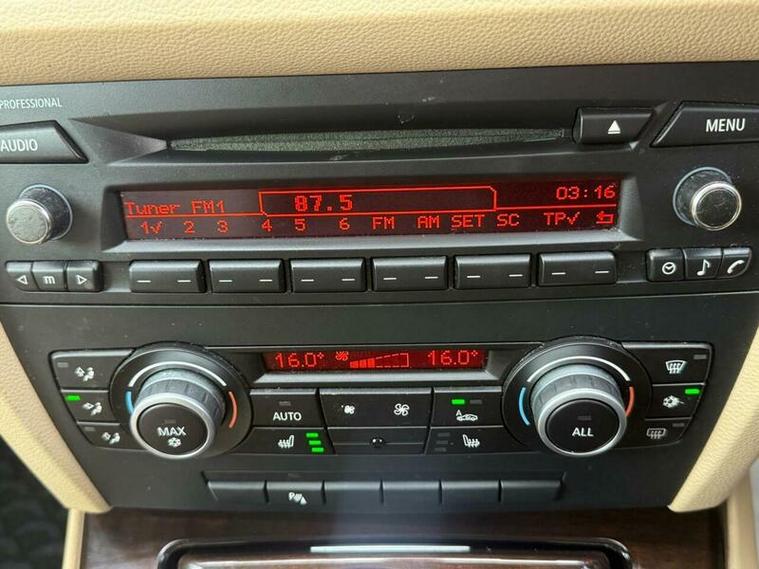 PROFESSIONAL
AUDIO
MENU
87.5
03:16
Tuner FM1
1√ 2 3 4 5 6 FM AM SET SC TP√
m
16.0° 16.0°
AUTO
MAX
A
ALL